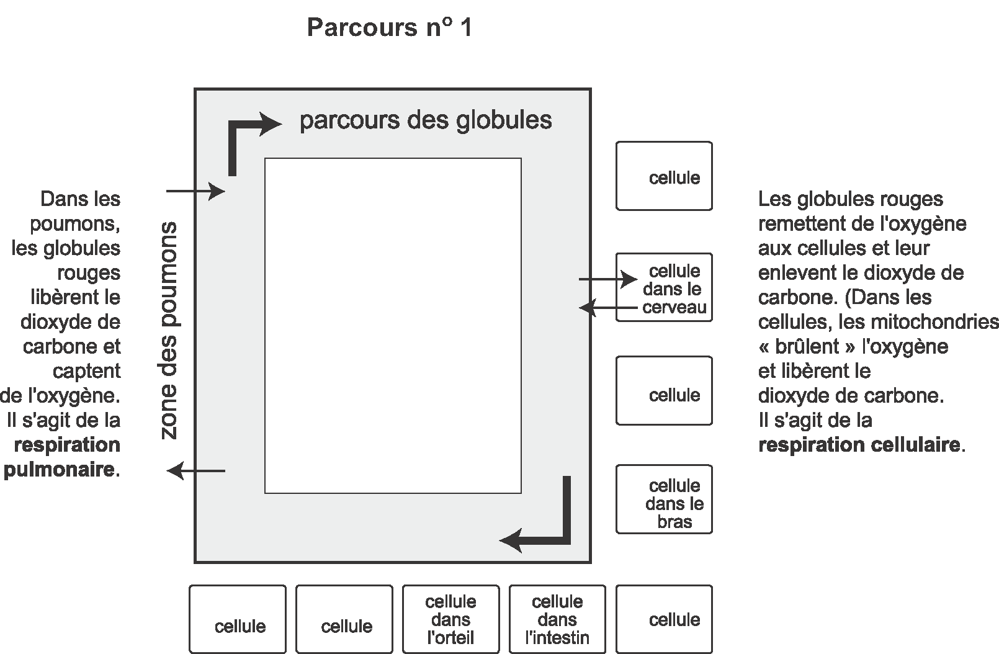 Parcours nº 1
parcours des globules
Dans les
poumons,
les globules
rouges
libèrent le
dioxyde de
carbone et
captent
de l'oxygène.
Il s'agit de la
respiration
pulmonaire.
zone des poumons
cellule
cellule
dans le
cerveau
cellule
cellule
dans le
bras
Les globules rouges
remettent de l'oxygène
aux cellules et leur
enlevent le dioxyde de
carbone. (Dans les
cellules, les mitochondries
« brûlent » l'oxygène
et libèrent le
dioxyde de carbone.
Il s'agit de la
respiration cellulaire.
cellule
cellule
cellule
dans
l'orteil
cellule
dans
l'intestin
cellule